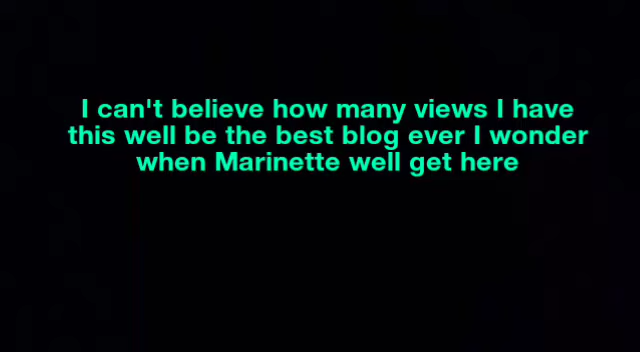 I can't believe how many views I have
this well be the best blog ever I wonder
when Marinette well get here